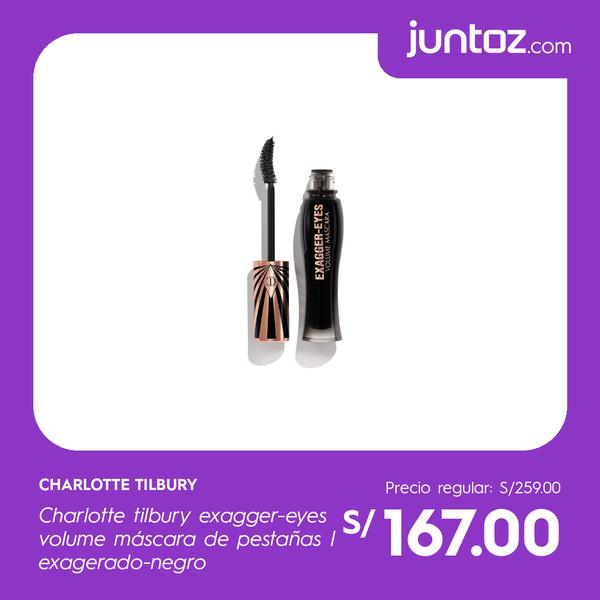 juntoz.com
EXAGGER-EYES
VOLUME MASCARA
CHARLOTTE TILBURY
Precio regular: S/259.00
Charlotte tilbury exagger-eyes
volume máscara de pestañas |
exagerado-negro
S/ 167.00